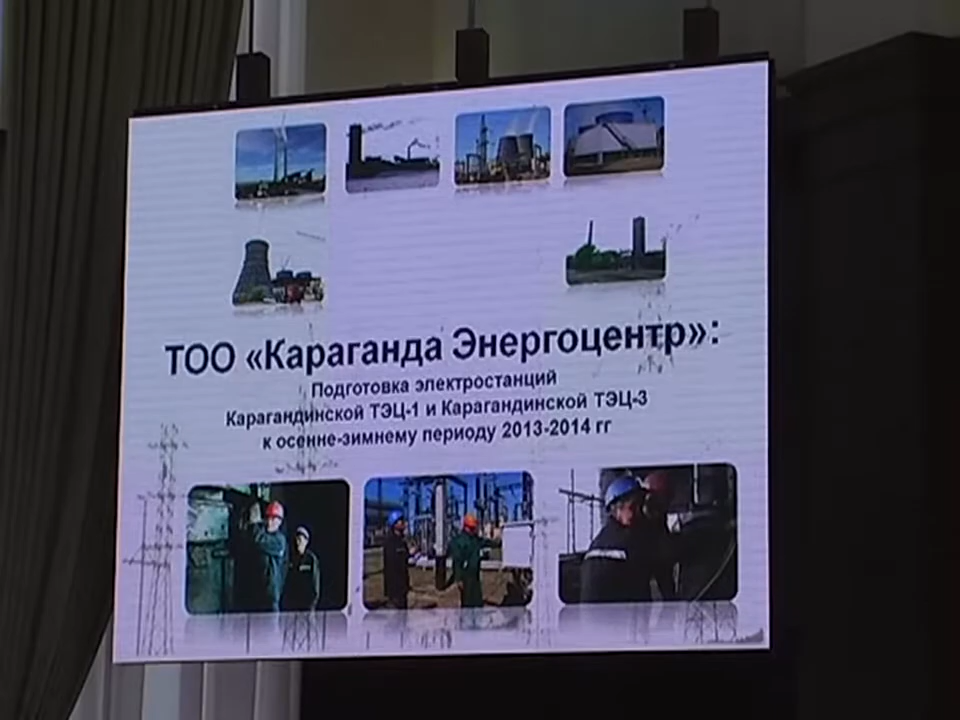 ТОО «Караганда Энергоцентр»:
Подготовка электростанций
Карагандинской ТЭЦ-1 и Карагандинской ТЭЦ-3
к осенне-зимнему периоду 2013-2014 гг